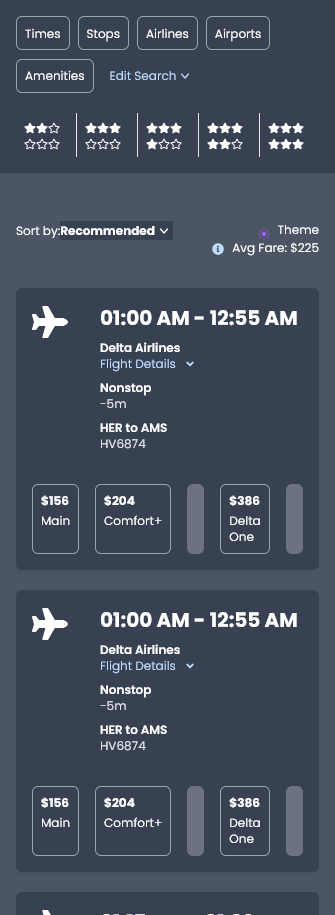 Times Stops Airlines Airports
Amenities Edit Search
Sort by: Recommended
Theme
Avg Fare: $225
01:00 AM - 12:55 AM
Delta Airlines
Flight Details
Nonstop
-5m
HER to AMS
HV6874
$156 $204 $386
Main Comfort+ Delta
One
01:00 AM - 12:55 AM
Delta Airlines
Flight Details
Nonstop
-5m
HER to AMS
HV6874
$156 $204 $386
Main Comfort+ Delta
One